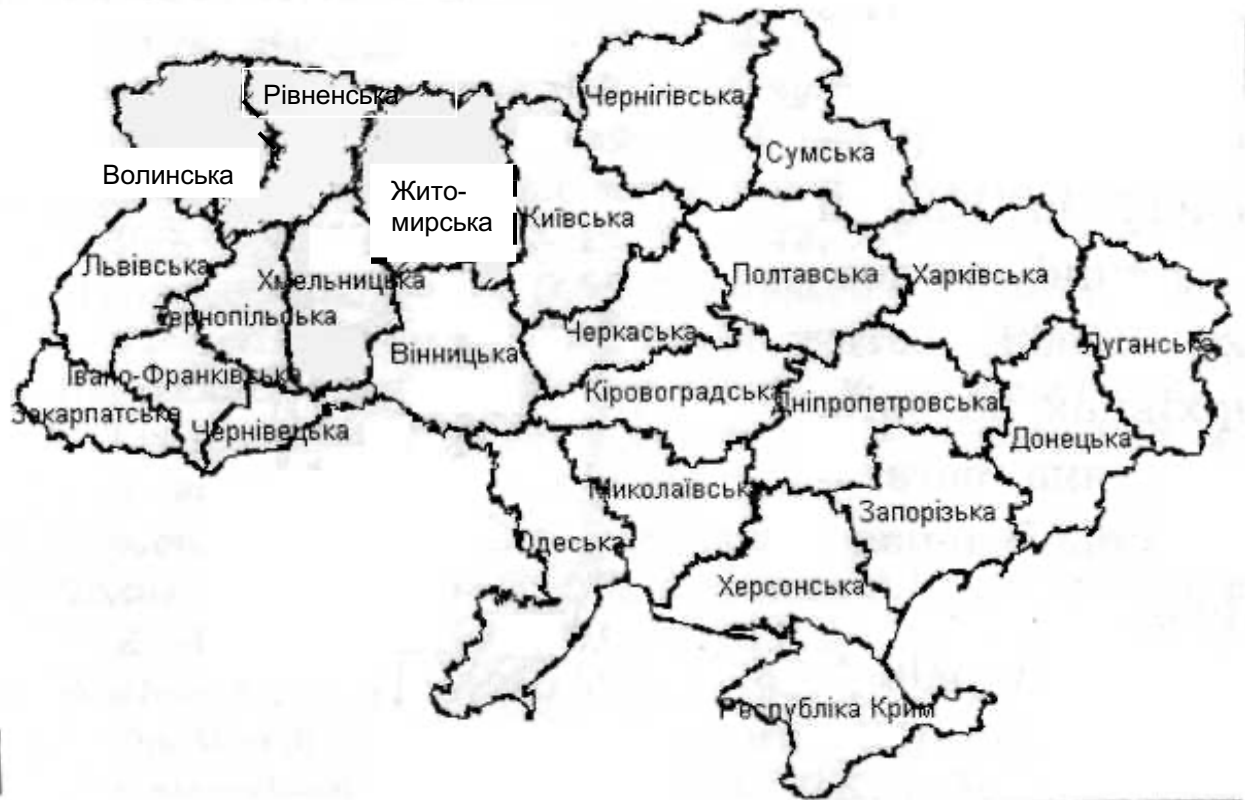 Рівненська
Чернігівська
Сумська
Волинська
Жито-
мирська
Київська
Львівська
Хмельницька
Полтавська
Харківська
Тернопільська
Черкаська
Вінницька
Луганська
Івано-Франківська
Кіровоградська
Дніпропетровська
Закарпатська
Чернівецька
Донецька
Миколаївська
Запорізька
Одеська
Херсонська
Республіка Крим